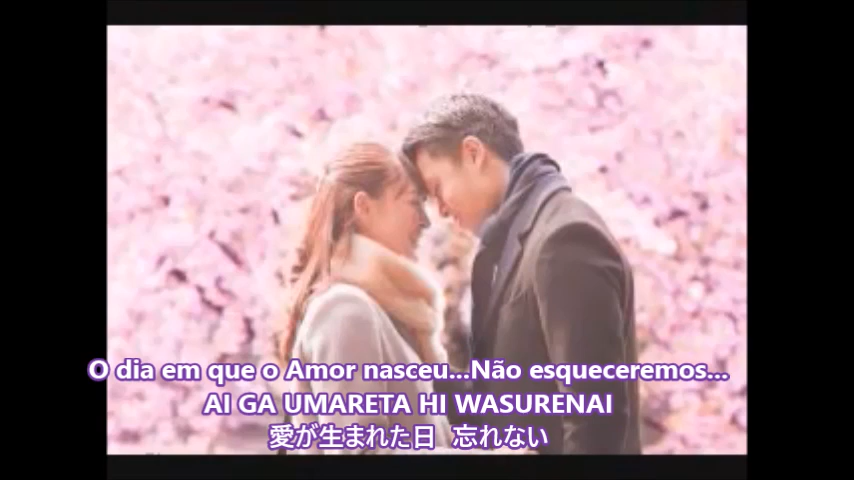 O dia em que o Amor nasceu...Não esqueceremos...
AI GA UMARETA HI WASURENAI
愛が生まれた日 忘れない